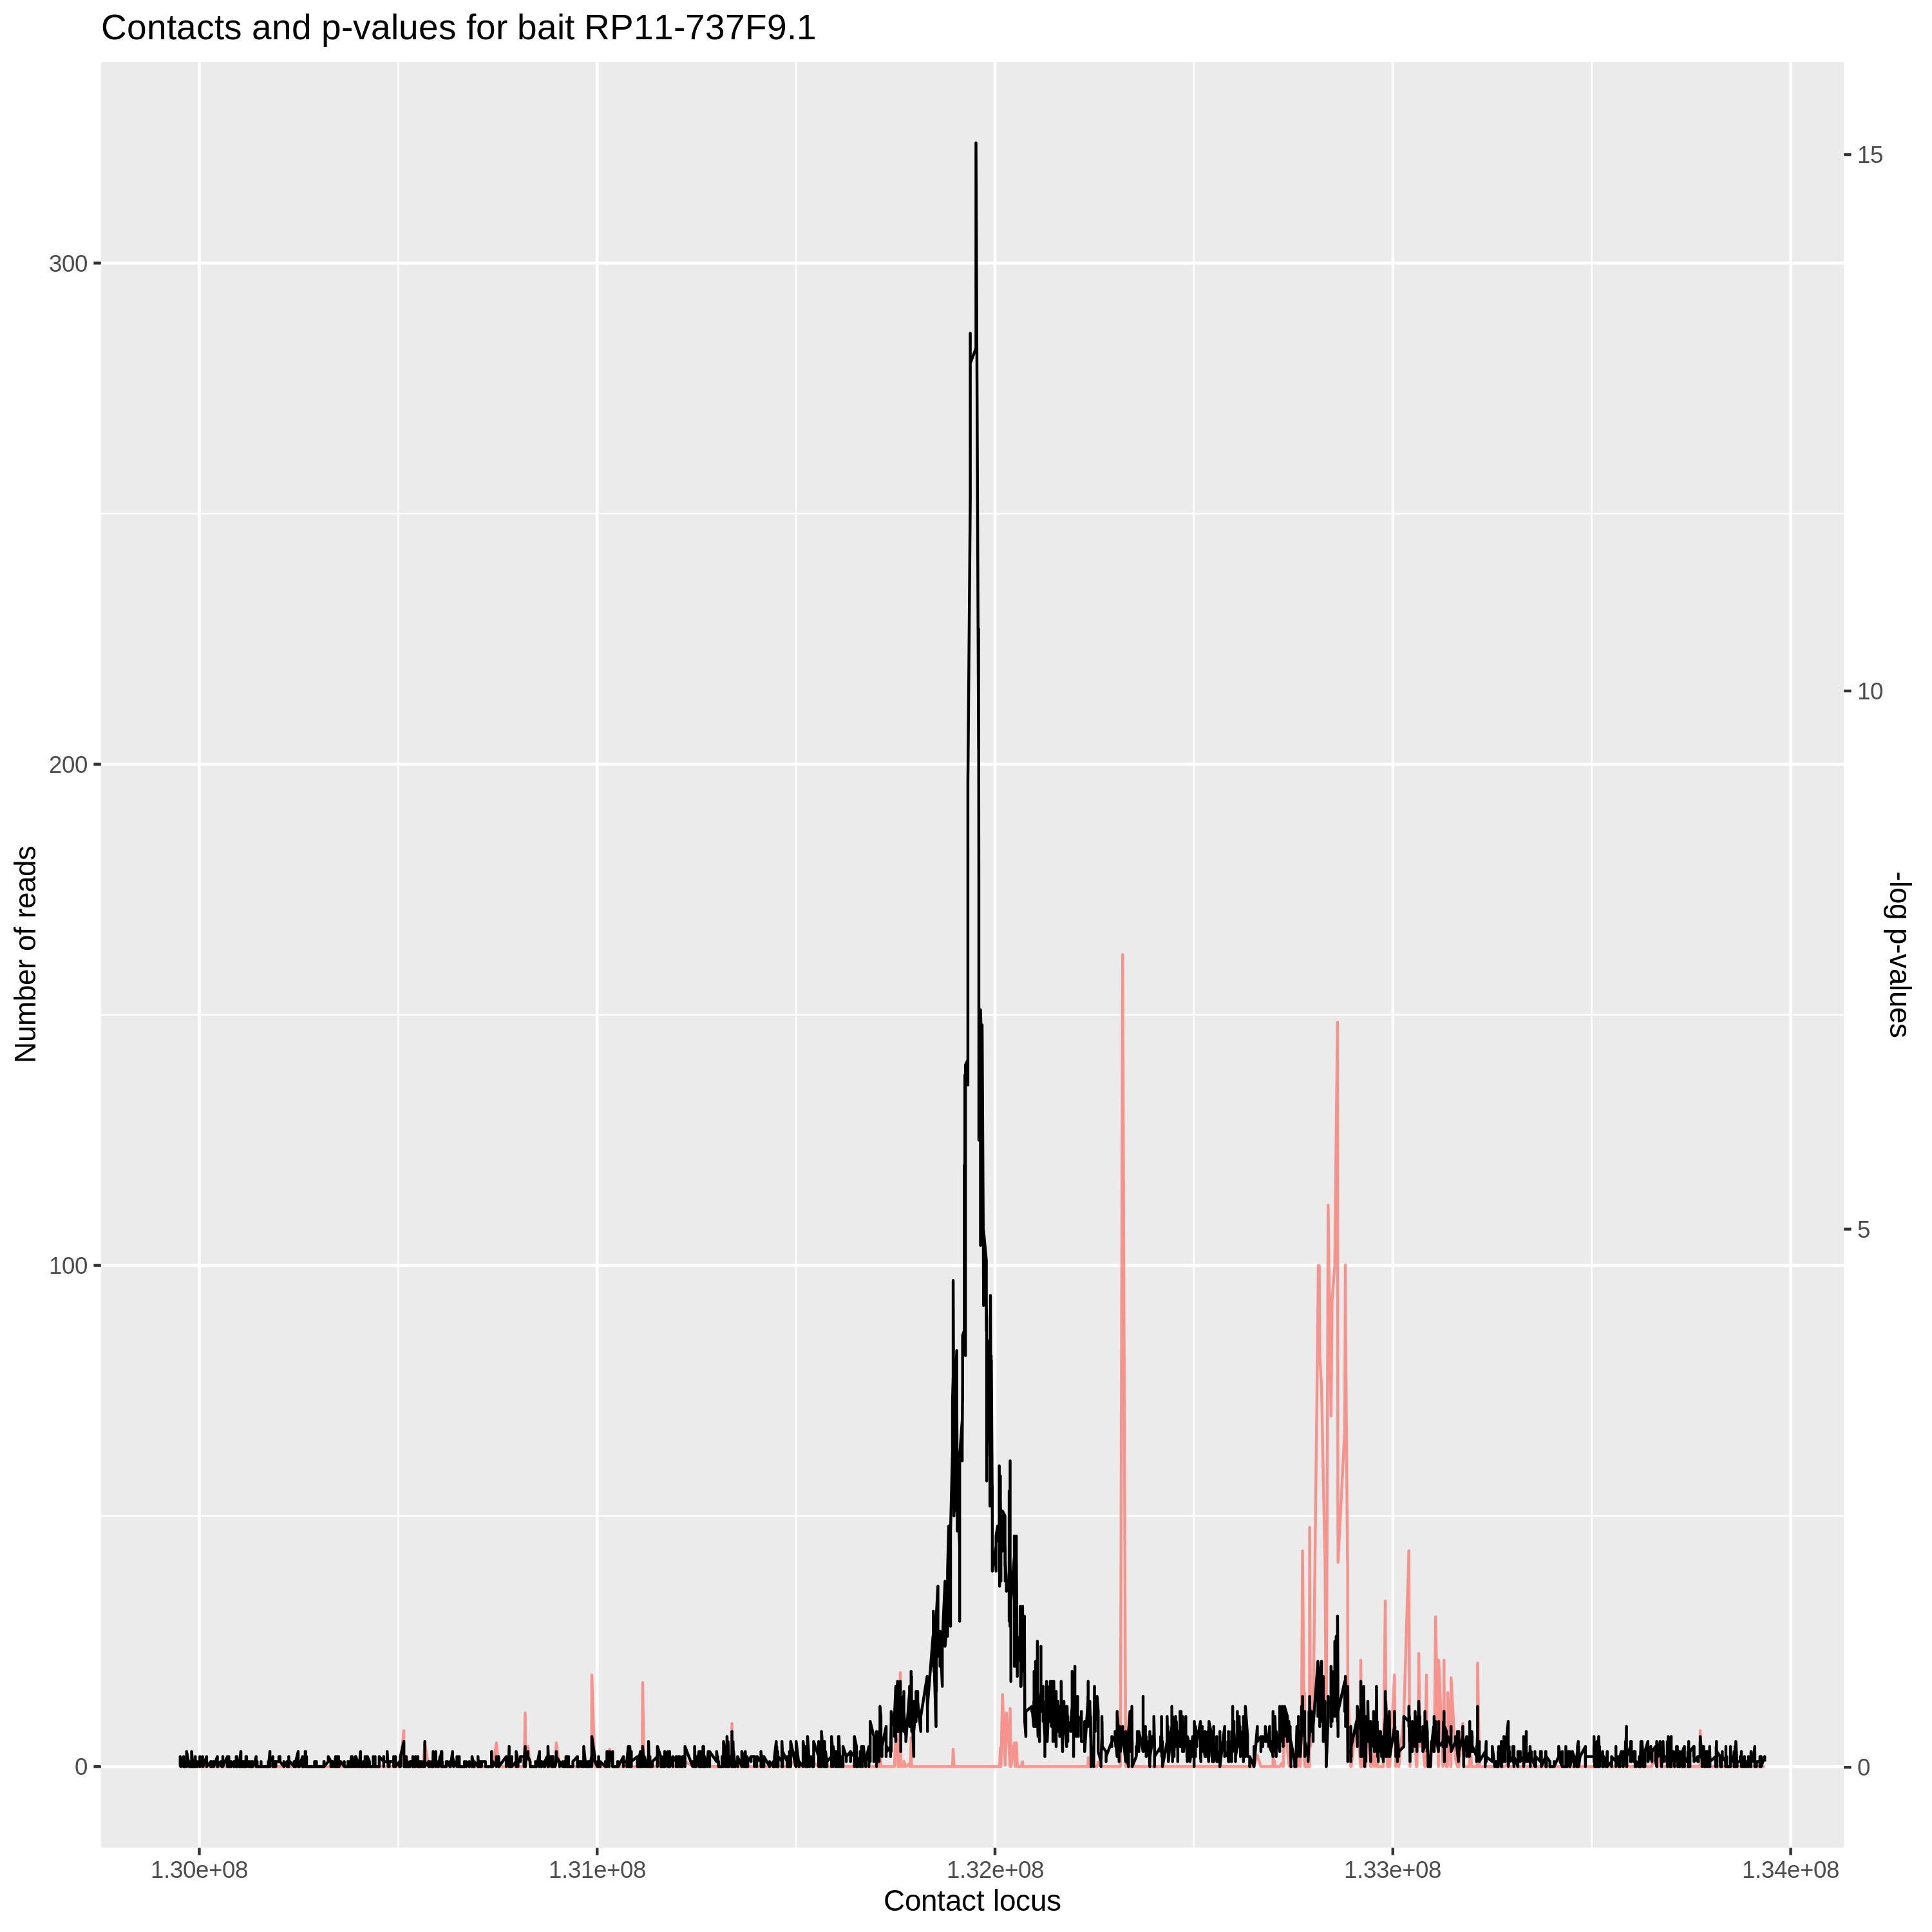 Contacts and p-values for bait RP11-737F9.1
Number of reads
300
200
100
0
15
10
5
0
-log p-values
1.30e+08
1.31e+08
1.32e+08
1.33e+08
1.34e+08
Contact locus